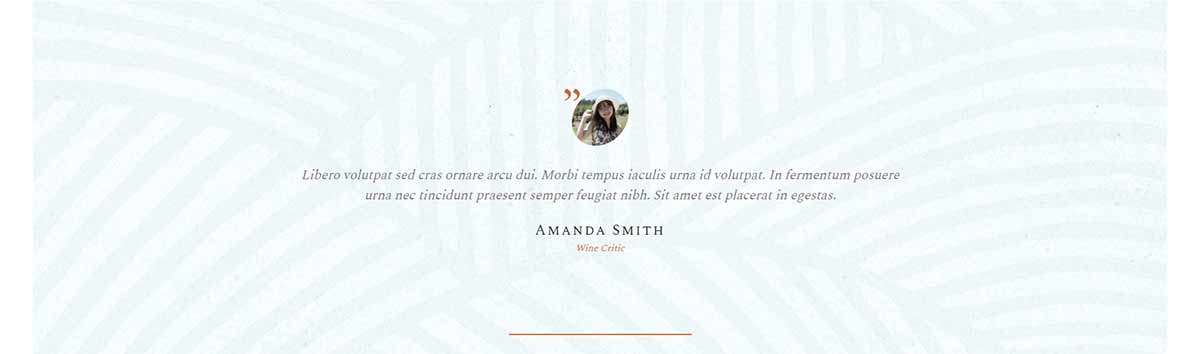 ”
Libero volutpat sed cras ornare arcu dui. Morbi tempus iaculis urna id volutpat. In fermentum posuere
urna nec tincidunt praesent semper feugiat nibh. Sit amet est placerat in egestas.
Amanda Smith
Wine Critic